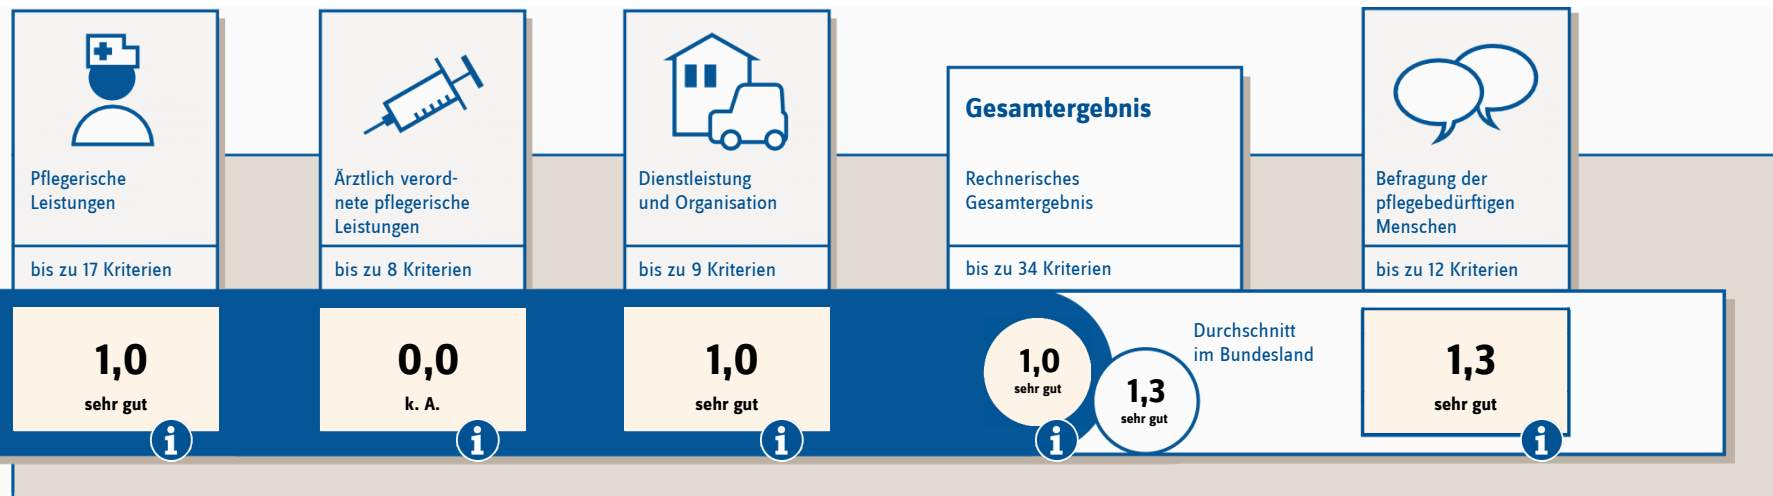 Pflegerische
Leistungen
bis zu 17 Kriterien
1,0
sehr gut
i
Ärztlich verord-
nete pflegerische
Leistungen
bis zu 8 Kriterien
0,0
k. A.
i
Dienstleistung
und Organisation
bis zu 9 Kriterien
1,0
sehr gut
i
Gesamtergebnis
Rechnerisches
Gesamtergebnis
bis zu 34 Kriterien
1,0
sehr gut
i
1,3
sehr gut
Durchschnitt
im Bundesland
Befragung der
pflegebedürftigen
Menschen
bis zu 12 Kriterien
1,3
sehr gut
i